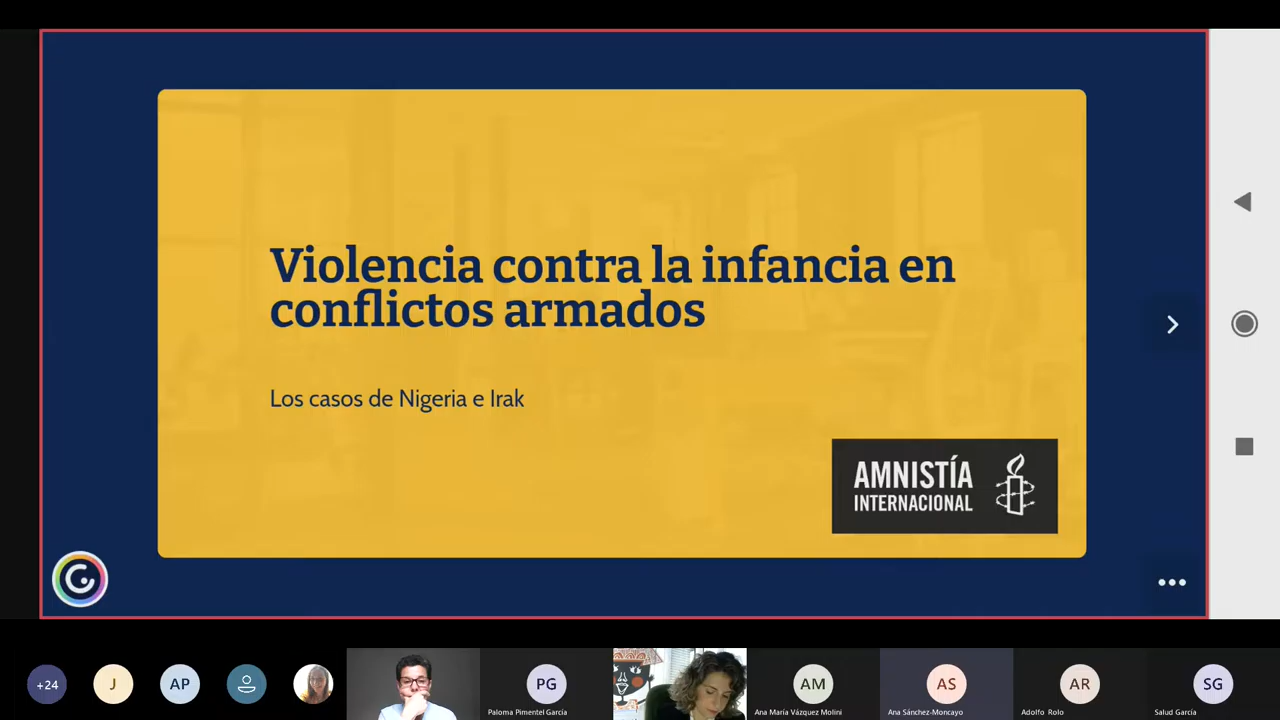 Violencia contra la infancia en
conflictos armados
Los casos de Nigeria e Irak
AMNISTÍA
INTERNACIONAL
+24
J
AP
PG
Paloma Pimentel García
AM
Ana María Vázquez Molini
AS
Ana Sánchez-Moncayo
AR
Adolfo Rolo
SG
Salud García